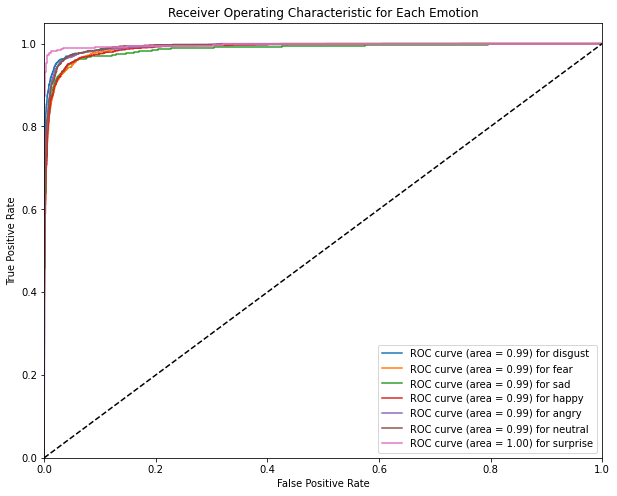 Receiver Operating Characteristic for Each Emotion
1.0
0.8
0.6
0.4
0.2
0.0
True Positive Rate
ROC curve (area = 0.99) for disgust
ROC curve (area = 0.99) for fear
ROC curve (area = 0.99) for sad
ROC curve (area = 0.99) for happy
ROC curve (area = 0.99) for angry
ROC curve (area = 0.99) for neutral
ROC curve (area = 1.00) for surprise
0.0 0.2 0.4 0.6 0.8 1.0
False Positive Rate